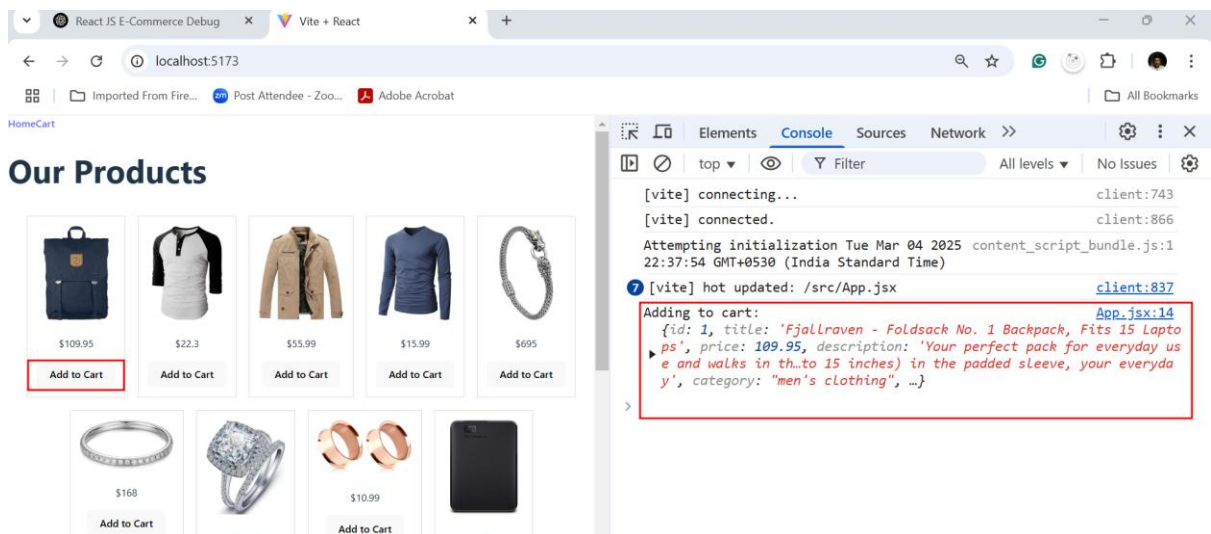 React JS E-Commerce Debug
Vite + React
localhost:5173
Imported From Fire...
zm Post Attendee - Zoo...
Adobe Acrobat
All Bookmarks
HomeCart
Our Products
$109.95
$22.3
$55.99
$15.99
$695
Add to Cart
Add to Cart
Add to Cart
Add to Cart
Add to Cart
$168
$10.99
Add to Cart
Add to Cart
Elements Console Sources Network
top Filter All levels No Issues
[vite] connecting... client:743
[vite] connected. client:866
Attempting initialization Tue Mar 04 2025 content_script_bundle.js:1
22:37:54 GMT+0530 (India Standard Time)
7 [vite] hot updated: /src/App.jsx client:837
Adding to cart: App.jsx:14
{id: 1, title: 'Fjallraven - Foldsack No. 1 Backpack, Fits 15 Lapto
ps', price: 109.95, description: 'Your perfect pack for everyday us
e and walks in th…to 15 inches) in the padded sleeve, your everyda
y', category: "men's clothing", …}